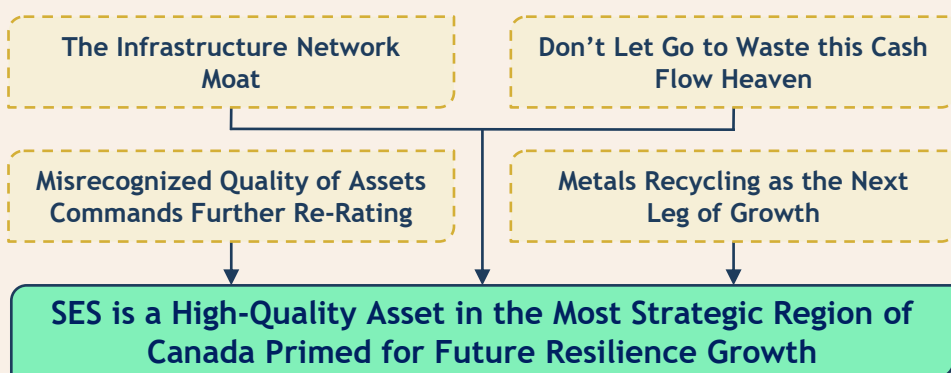 The Infrastructure Network
Moat
Don't Let Go to Waste this Cash
Flow Heaven
Misrecognized Quality of Assets
Commands Further Re-Rating
Metals Recycling as the Next
Leg of Growth
SES is a High-Quality Asset in the Most Strategic Region of
Canada Primed for Future Resilience Growth